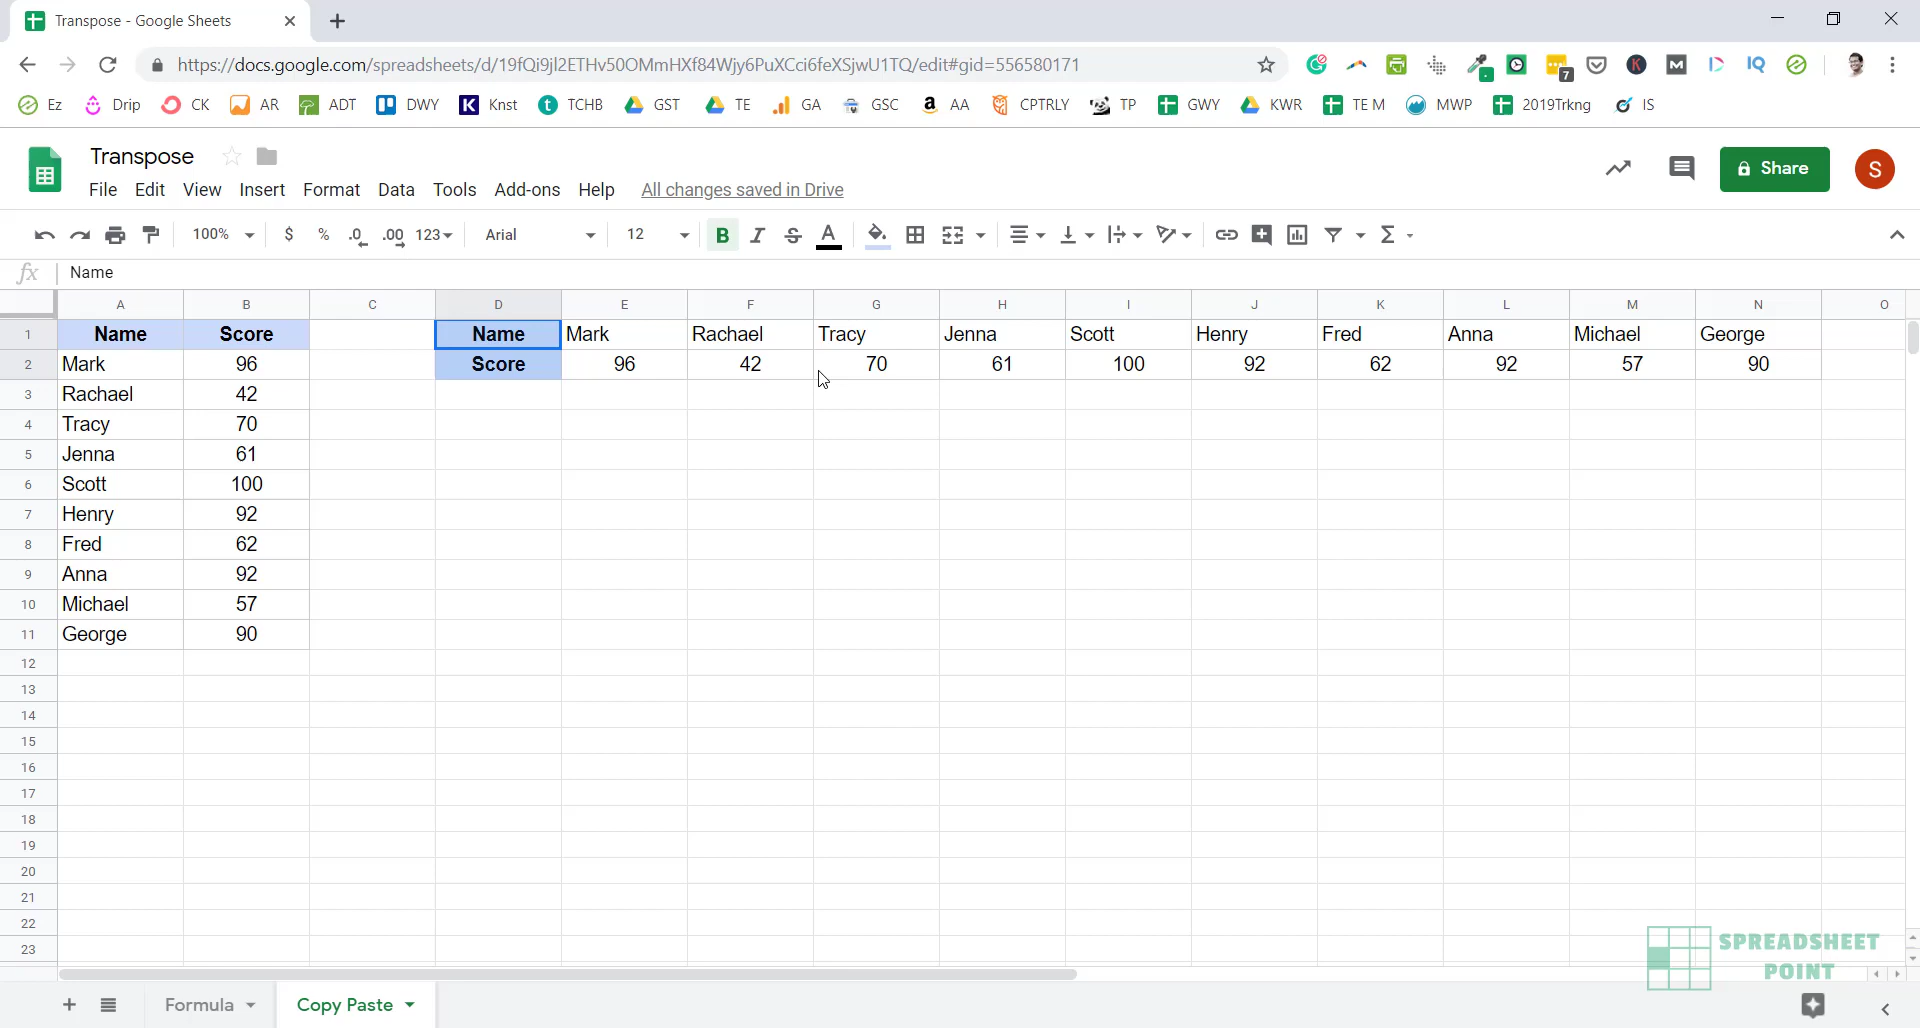 Transpose - Google Sheets
https://docs.google.com/spreadsheets/d/19fQi9jl2ETHv50OMmHXf84Wjy6PuXCci6feXSjwU1TQ/edit#gid=556580171
7 K M IQ
Ez Drip CK AR ADT DWY K Knst t TCHB GST TE GA GSC a AA CPTRLY TP GWY KWR TE M MWP 2019Trkng IS
Transpose
Share S
File Edit View Insert Format Data Tools Add-ons Help All changes saved in Drive
100% $ % .0 .00 123 Arial 12 B I S A Σ
fx Name
A B C D E F G H I J K L M N O
1 Name Score Name Mark Rachael Tracy Jenna Scott Henry Fred Anna Michael George
2 Mark 96 Score 96 42 70 61 100 92 62 92 57 90
3 Rachael 42
4 Tracy 70
5 Jenna 61
6 Scott 100
7 Henry 92
8 Fred 62
9 Anna 92
10 Michael 57
11 George 90
12
13
14
15
16
17
18
19
20
21
22
23
SPREADSHEET
POINT
Formula Copy Paste